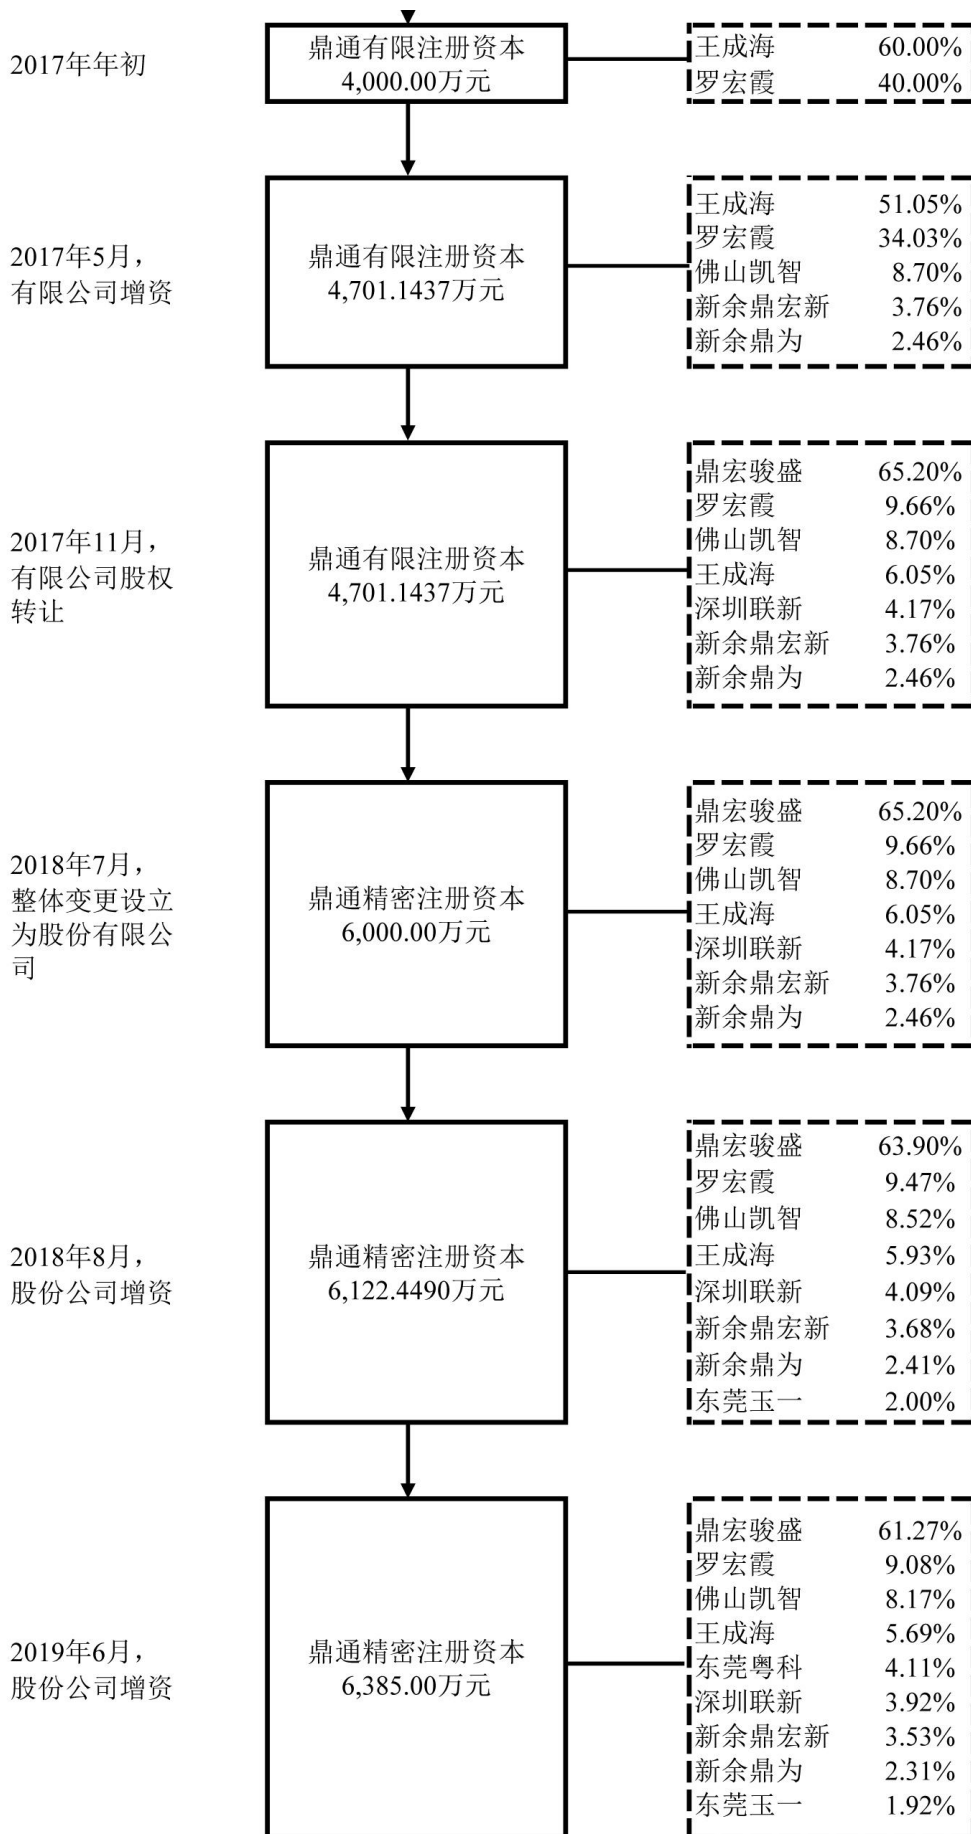 2017年年初
鼎通有限注册资本
4,000.00万元
王成海 60.00%
罗宏霞 40.00%
2017年5月，
有限公司增资
鼎通有限注册资本
4,701.1437万元
王成海 51.05%
罗宏霞 34.03%
佛山凯智 8.70%
新余鼎宏新 3.76%
新余鼎为 2.46%
2017年11月，
有限公司股权
转让
鼎通有限注册资本
4,701.1437万元
鼎宏骏盛 65.20%
罗宏霞 9.66%
佛山凯智 8.70%
王成海 6.05%
深圳联新 4.17%
新余鼎宏新 3.76%
新余鼎为 2.46%
2018年7月，
整体变更设立
为股份有限公
司
鼎通精密注册资本
6,000.00万元
鼎宏骏盛 65.20%
罗宏霞 9.66%
佛山凯智 8.70%
王成海 6.05%
深圳联新 4.17%
新余鼎宏新 3.76%
新余鼎为 2.46%
2018年8月，
股份公司增资
鼎通精密注册资本
6,122.4490万元
鼎宏骏盛 63.90%
罗宏霞 9.47%
佛山凯智 8.52%
王成海 5.93%
深圳联新 4.09%
新余鼎宏新 3.68%
新余鼎为 2.41%
东莞玉一 2.00%
2019年6月，
股份公司增资
鼎通精密注册资本
6,385.00万元
鼎宏骏盛 61.27%
罗宏霞 9.08%
佛山凯智 8.17%
王成海 5.69%
东莞粤科 4.11%
深圳联新 3.92%
新余鼎宏新 3.53%
新余鼎为 2.31%
东莞玉一 1.92%